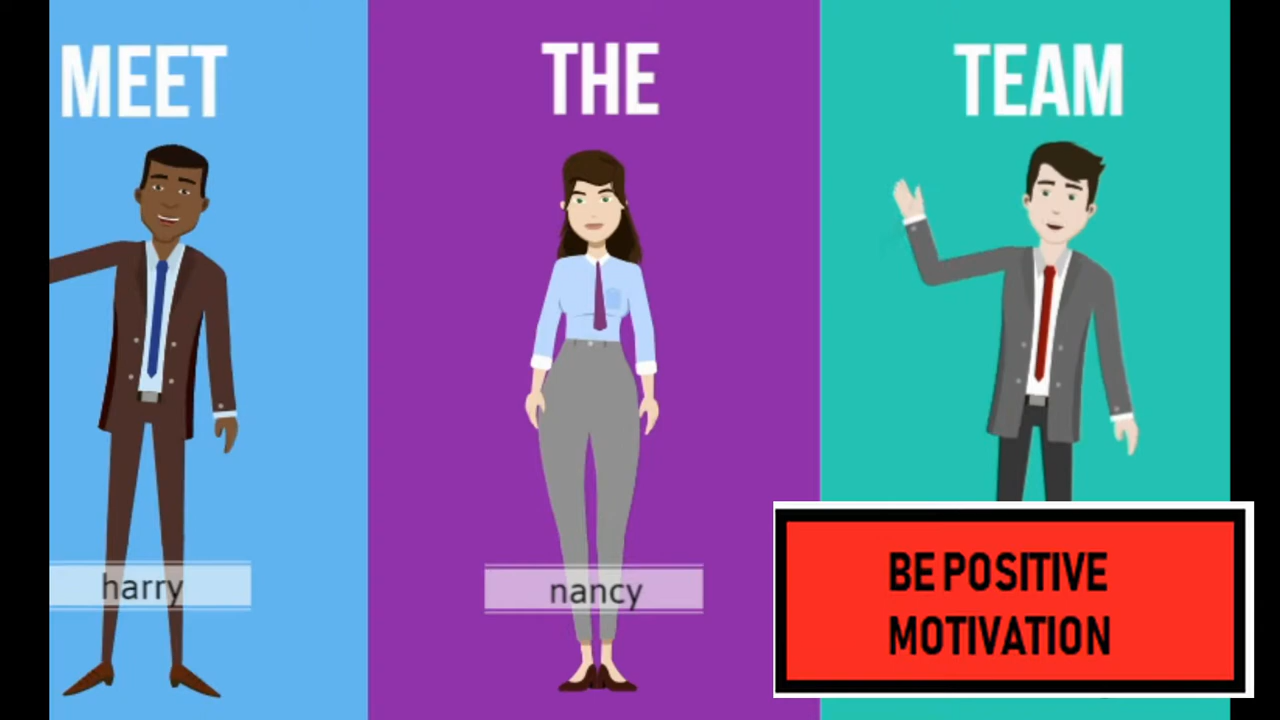 MEET THE TEAM
harry
nancy
BE POSITIVE
MOTIVATION